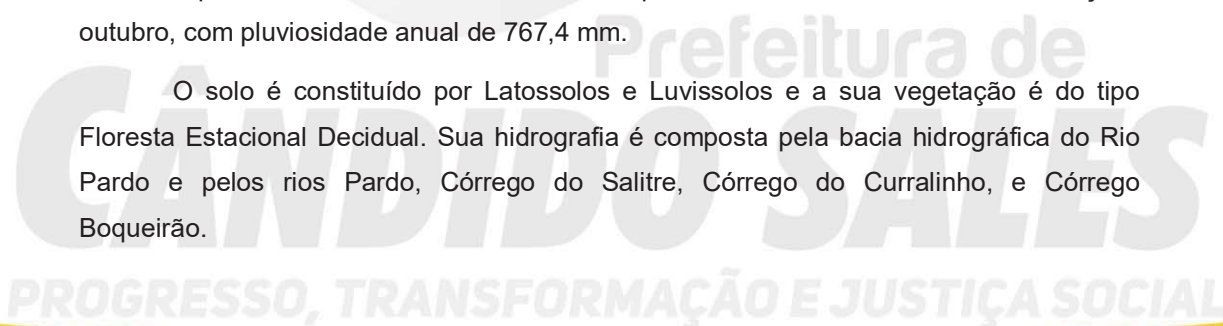 outubro, com pluviosidade anual de 767,4 mm.
Prefeitura de
O solo é constituído por Latossolos e Luvissolos e a sua vegetação é do tipo
Floresta Estacional Decidual. Sua hidrografia é composta pela bacia hidrográfica do Rio
Pardo e pelos rios Pardo, Córrego do Salitre, Córrego do Curralinho, e Córrego
Boqueirão.
CÂNDIDO SALES
PROGRESSO, TRANSFORMAÇÃO E JUSTIÇA SOCIAL